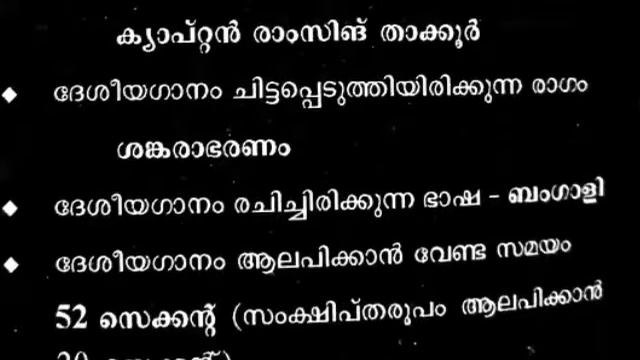 ക്യാപ്റ്റൻ രാംസിങ് താക്കൂർ
◆ ദേശീയഗാനം ചിട്ടപ്പെടുത്തിയിരിക്കുന്ന രാഗം
ശങ്കരാഭരണം
◆ ദേശീയഗാനം രചിച്ചിരിക്കുന്ന ഭാഷ - ബംഗാളി
◆ ദേശീയഗാനം ആലപിക്കാൻ വേണ്ട സമയം
52 സെക്കന്റ് (സംക്ഷിപ്തരൂപം ആലപിക്കാൻ